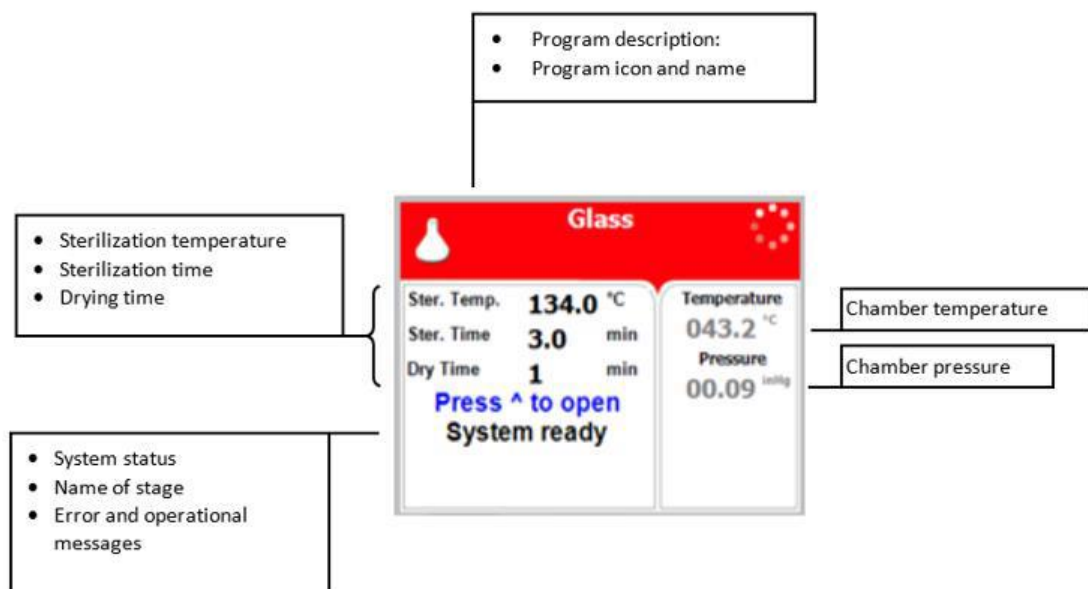 • Program description:
• Program icon and name
• Sterilization temperature
• Sterilization time
• Drying time
Glass
Ster. Temp. 134.0 °C
Ster. Time 3.0 min
Dry Time 1 min
Press ^ to open
System ready
Temperature
043.2 °C
Pressure
00.09 inHg
Chamber temperature
Chamber pressure
• System status
• Name of stage
• Error and operational
messages